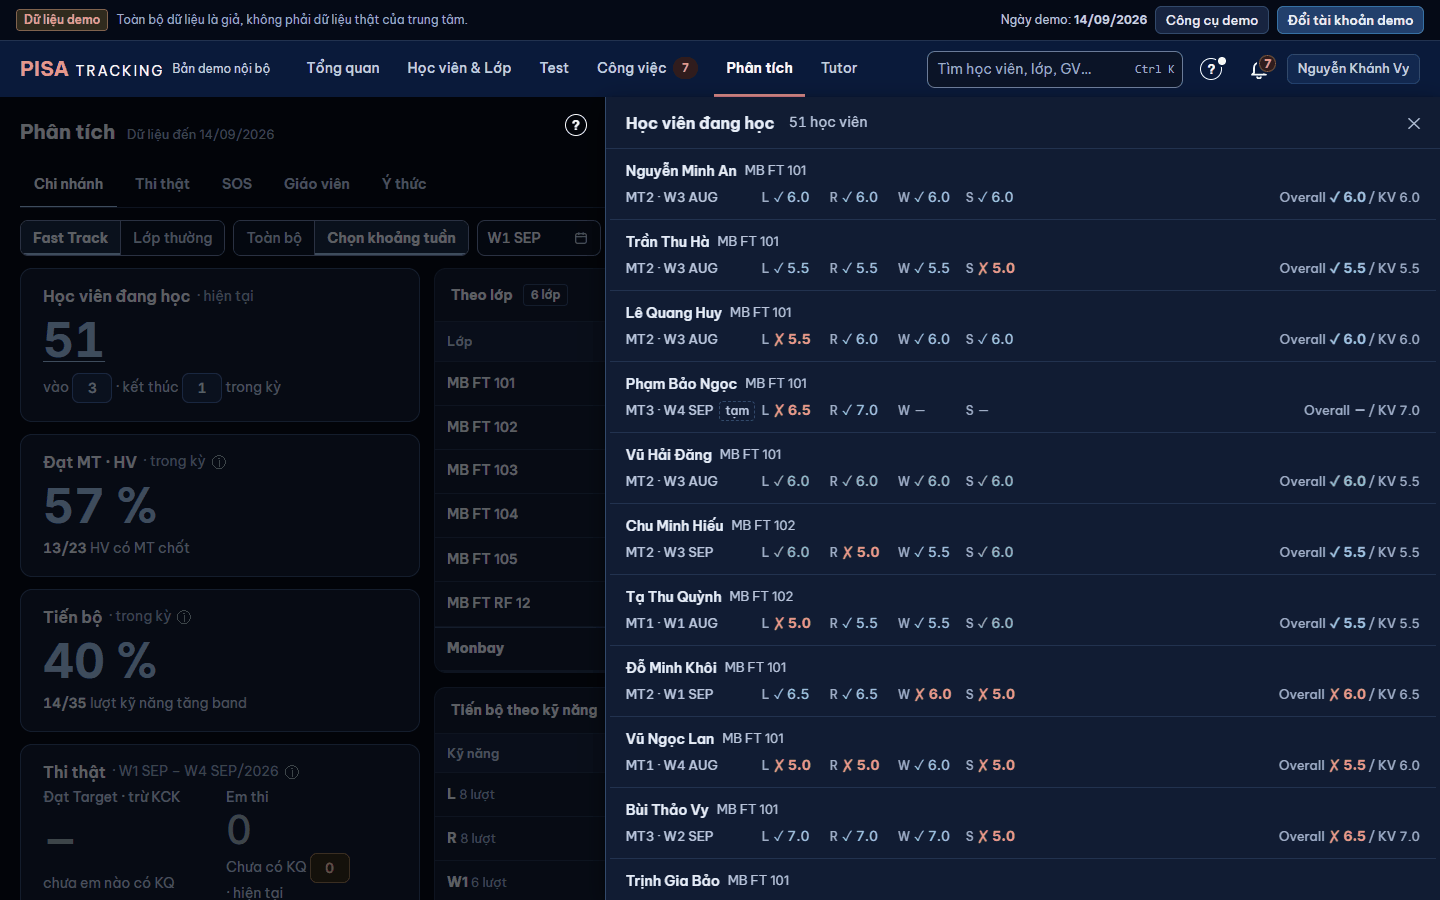 Dữ liệu demo Toàn bộ dữ liệu là giả, không phải dữ liệu thật của trung tâm. Ngày demo: 14/09/2026 Công cụ demo Đổi tài khoản demo
PISA TRACKING Bản demo nội bộ Tổng quan Học viên & Lớp Test Công việc 7 Phân tích Tutor Tìm học viên, lớp, GV... Ctrl K ? 7 Nguyễn Khánh Vy
Phân tích Dữ liệu đến 14/09/2026 ?
Chi nhánh Thi thật SOS Giáo viên Ý thức
Fast Track Lớp thường Toàn bộ Chọn khoảng tuần W1 SEP
Học viên đang học · hiện tại
51
vào 3 · kết thúc 1 trong kỳ
Đạt MT · HV · trong kỳ
57 %
13/23 HV có MT chốt
Tiến bộ · trong kỳ
40 %
14/35 lượt kỹ năng tăng band
Thi thật · W1 SEP – W4 SEP/2026
Đạt Target · trừ KCK Em thi
— 0
Chưa có KQ 0
chưa em nào có KQ · hiện tại
Theo lớp 6 lớp
Lớp
MB FT 101
MB FT 102
MB FT 103
MB FT 104
MB FT 105
MB FT RF 12
Monbay
Tiến bộ theo kỹ năng
Kỹ năng
L 8 lượt
R 8 lượt
W1 6 lượt
Học viên đang học 51 học viên
Nguyễn Minh An MB FT 101
MT2 · W3 AUG L ✓ 6.0 R ✓ 6.0 W ✓ 6.0 S ✓ 6.0 Overall ✓ 6.0 / KV 6.0
Trần Thu Hà MB FT 101
MT2 · W3 AUG L ✓ 5.5 R ✓ 5.5 W ✓ 5.5 S ✗ 5.0 Overall ✓ 5.5 / KV 5.5
Lê Quang Huy MB FT 101
MT2 · W3 AUG L ✗ 5.5 R ✓ 6.0 W ✓ 6.0 S ✓ 6.0 Overall ✓ 6.0 / KV 6.0
Phạm Bảo Ngọc MB FT 101
MT3 · W4 SEP tạm L ✗ 6.5 R ✓ 7.0 W — S — Overall — / KV 7.0
Vũ Hải Đăng MB FT 101
MT2 · W3 AUG L ✓ 6.0 R ✓ 6.0 W ✓ 6.0 S ✓ 6.0 Overall ✓ 6.0 / KV 5.5
Chu Minh Hiếu MB FT 102
MT2 · W3 SEP L ✓ 6.0 R ✗ 5.0 W ✓ 5.5 S ✓ 6.0 Overall ✓ 5.5 / KV 5.5
Tạ Thu Quỳnh MB FT 102
MT1 · W1 AUG L ✗ 5.0 R ✓ 5.5 W ✓ 5.5 S ✓ 6.0 Overall ✓ 5.5 / KV 5.5
Đỗ Minh Khôi MB FT 101
MT2 · W1 SEP L ✓ 6.5 R ✓ 6.5 W ✗ 6.0 S ✗ 5.0 Overall ✗ 6.0 / KV 6.5
Vũ Ngọc Lan MB FT 101
MT1 · W4 AUG L ✗ 5.0 R ✗ 5.0 W ✓ 6.0 S ✗ 5.0 Overall ✗ 5.5 / KV 6.0
Bùi Thảo Vy MB FT 101
MT3 · W2 SEP L ✓ 7.0 R ✓ 7.0 W ✓ 7.0 S ✗ 5.0 Overall ✗ 6.5 / KV 7.0
Trịnh Gia Bảo MB FT 101